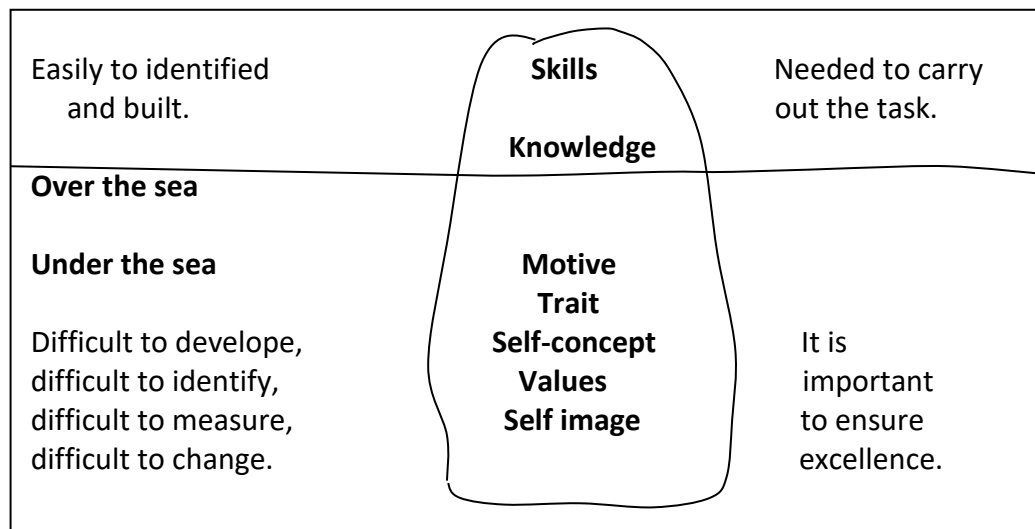 Easily to identified
and built.
Skills
Needed to carry
out the task.
Knowledge
Over the sea
Under the sea
Motive
Trait
Difficult to develope,
difficult to identify,
difficult to measure,
difficult to change.
Self-concept
Values
Self image
It is
important
to ensure
excellence.